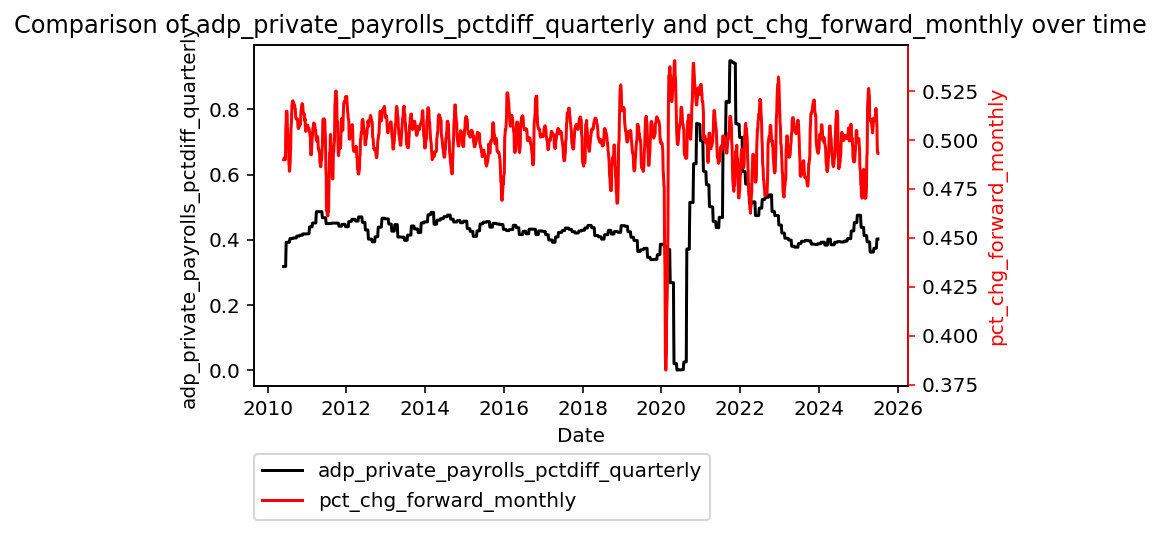 Comparison of adp_private_payrolls_pctdiff_quarterly and pct_chg_forward_monthly over time
adp_private_payrolls_pctdiff_quarterly
0.8
0.6
0.4
0.2
0.0
0.525
0.500
0.475
0.450
0.425
0.400
0.375
pct_chg_forward_monthly
2010 2012 2014 2016 2018 2020 2022 2024 2026
Date
adp_private_payrolls_pctdiff_quarterly
pct_chg_forward_monthly